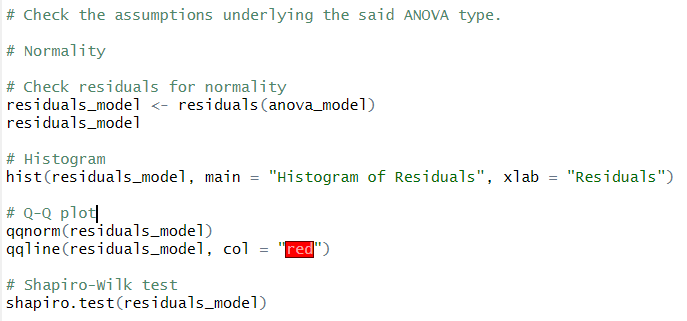 # Check the assumptions underlying the said ANOVA type.
# Normality
# Check residuals for normality
residuals_model <- residuals(anova_model)
residuals_model
# Histogram
hist(residuals_model, main = "Histogram of Residuals", xlab = "Residuals")
# Q-Q plot
qqnorm(residuals_model)
qqline(residuals_model, col = "red")
# Shapiro-Wilk test
shapiro.test(residuals_model)